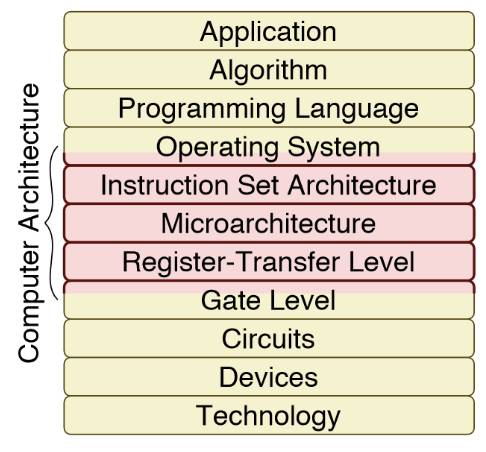 Application
Algorithm
Programming Language
Operating System
Instruction Set Architecture
Microarchitecture
Register-Transfer Level
Gate Level
Circuits
Devices
Technology
Computer Architecture